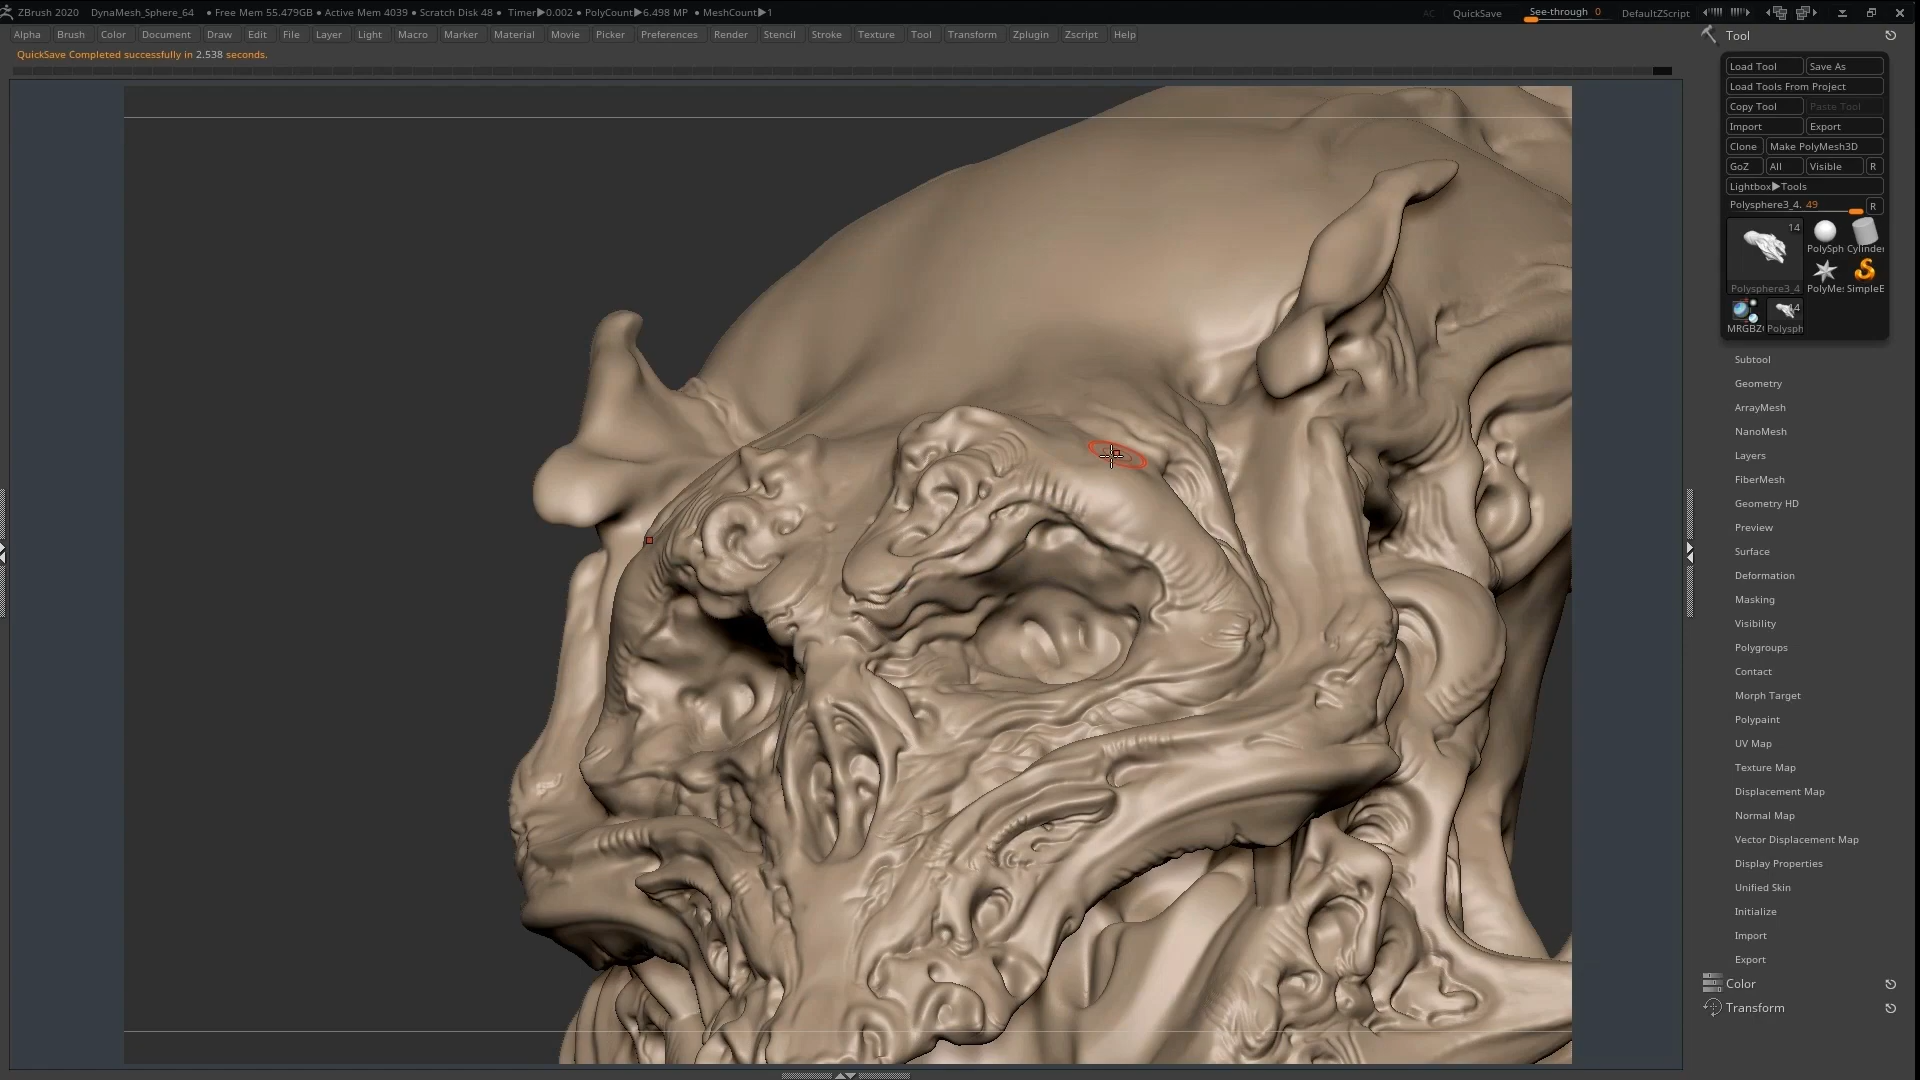 ZBrush 2020 DynaMesh_Sphere_64 • Free Mem 55.479GB • Active Mem 4039 • Scratch Disk 48 • Timer▶0.002 • PolyCount▶6.498 MP • MeshCount▶1 AC QuickSave See-through 0 DefaultZScript
Alpha Brush Color Document Draw Edit File Layer Light Macro Marker Material Movie Picker Preferences Render Stencil Stroke Texture Tool Transform Zplugin Zscript Help
QuickSave Completed successfully in 2.538 seconds.
Tool
Load Tool Save As
Load Tools From Project
Copy Tool Paste Tool
Import Export
Clone Make PolyMesh3D
GoZ All Visible R
Lightbox▶Tools
Polysphere3_4. 49 R
14
PolySph Cylinde
Polysphere3_4 PolyMe: SimpleE
14
MRGBZ Polysph
Subtool
Geometry
ArrayMesh
NanoMesh
Layers
FiberMesh
Geometry HD
Preview
Surface
Deformation
Masking
Visibility
Polygroups
Contact
Morph Target
Polypaint
UV Map
Texture Map
Displacement Map
Normal Map
Vector Displacement Map
Display Properties
Unified Skin
Initialize
Import
Export
Color
Transform